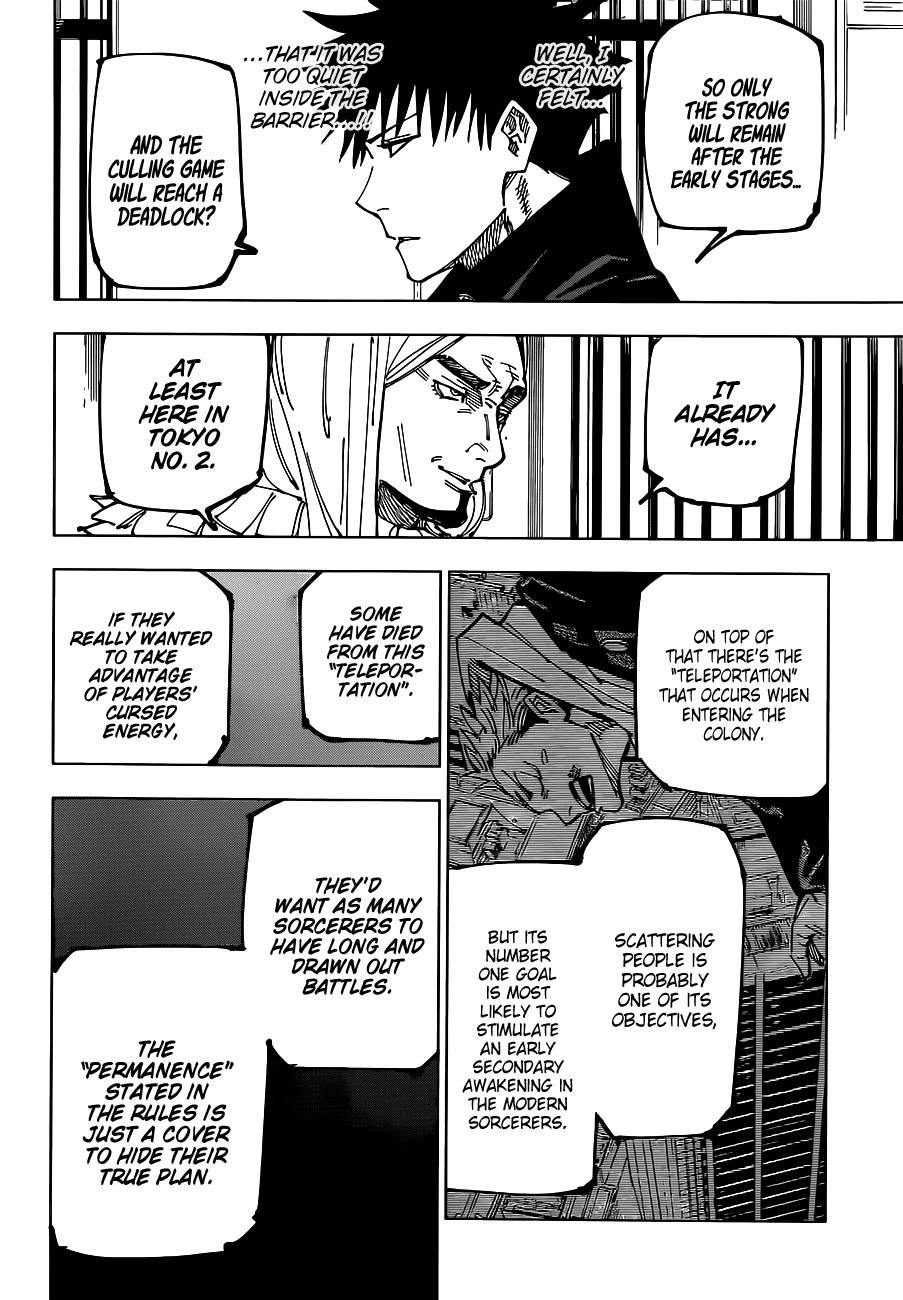 SO ONLY
THE STRONG
WILL REMAIN
AFTER THE
EARLY STAGES...
WELL, I
CERTAINLY
FELT...
...THAT IT WAS
TOO QUIET
INSIDE THE
BARRIER...!!
AND THE
CULLING GAME
WILL REACH A
DEADLOCK?
IT
ALREADY
HAS...
AT
LEAST
HERE IN
TOKYO
NO. 2.
ON TOP OF
THAT THERE'S THE
"TELEPORTATION"
THAT OCCURS WHEN
ENTERING THE
COLONY.
SCATTERING
PEOPLE IS
PROBABLY
ONE OF ITS
OBJECTIVES,
BUT ITS
NUMBER
ONE GOAL
IS MOST
LIKELY TO
STIMULATE
AN EARLY
SECONDARY
AWAKENING IN
THE MODERN
SORCERERS.
SOME
HAVE DIED
FROM THIS
"TELEPOR-
TATION".
IF THEY
REALLY WANTED
TO TAKE
ADVANTAGE
OF PLAYERS'
CURSED
ENERGY,
THEY'D
WANT AS MANY
SORCERERS TO
HAVE LONG AND
DRAWN OUT
BATTLES.
THE
"PERMANENCE"
STATED IN
THE RULES IS
JUST A COVER
TO HIDE THEIR
TRUE PLAN.